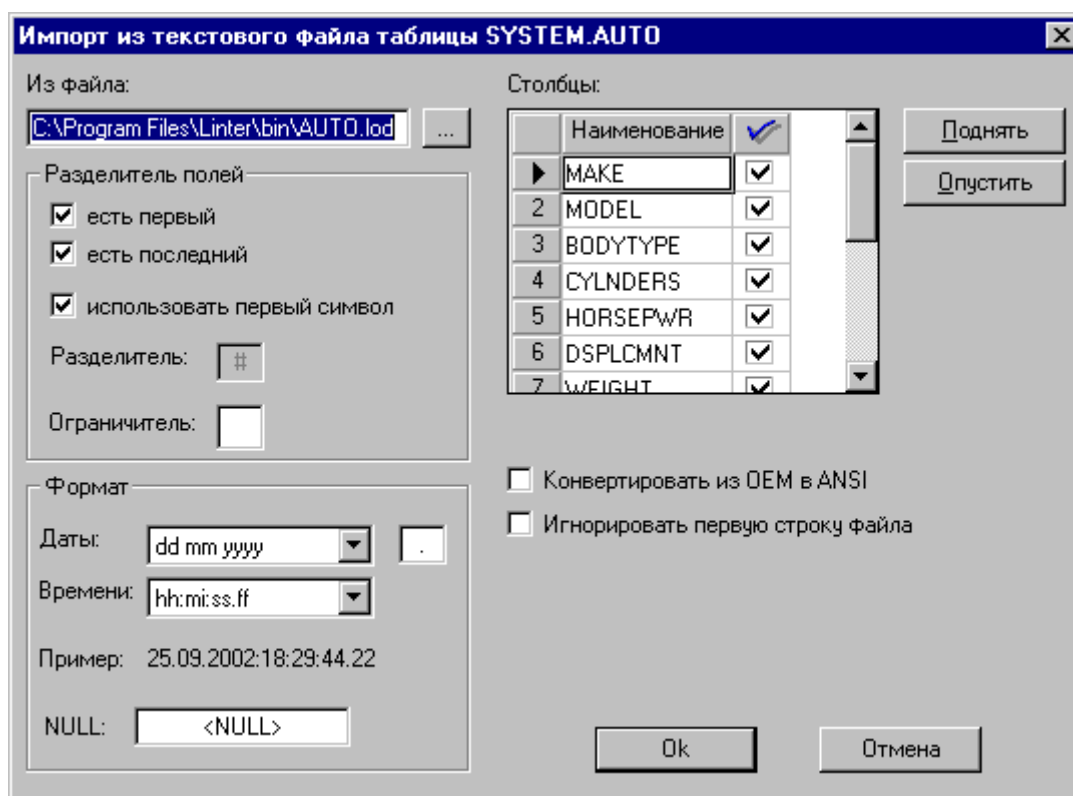 Импорт из текстового файла таблицы SYSTEM.AUTO
Из файла:
C:\Program Files\Linter\bin\AUTO.lod
...
Разделитель полей
есть первый
есть последний
использовать первый символ
Разделитель: #
Ограничитель:
Формат
Даты: dd mm yyyy .
Времени: hh:mi:ss.ff
Пример: 25.09.2002:18:29:44.22
NULL: <NULL>
Столбцы:
Наименование
MAKE
2 MODEL
3 BODYTYPE
4 CYLNDERS
5 HORSEPWR
6 DSPLCMNT
7 WEIGHT
Поднять
Опустить
Конвертировать из OEM в ANSI
Игнорировать первую строку файла
Ok
Отмена